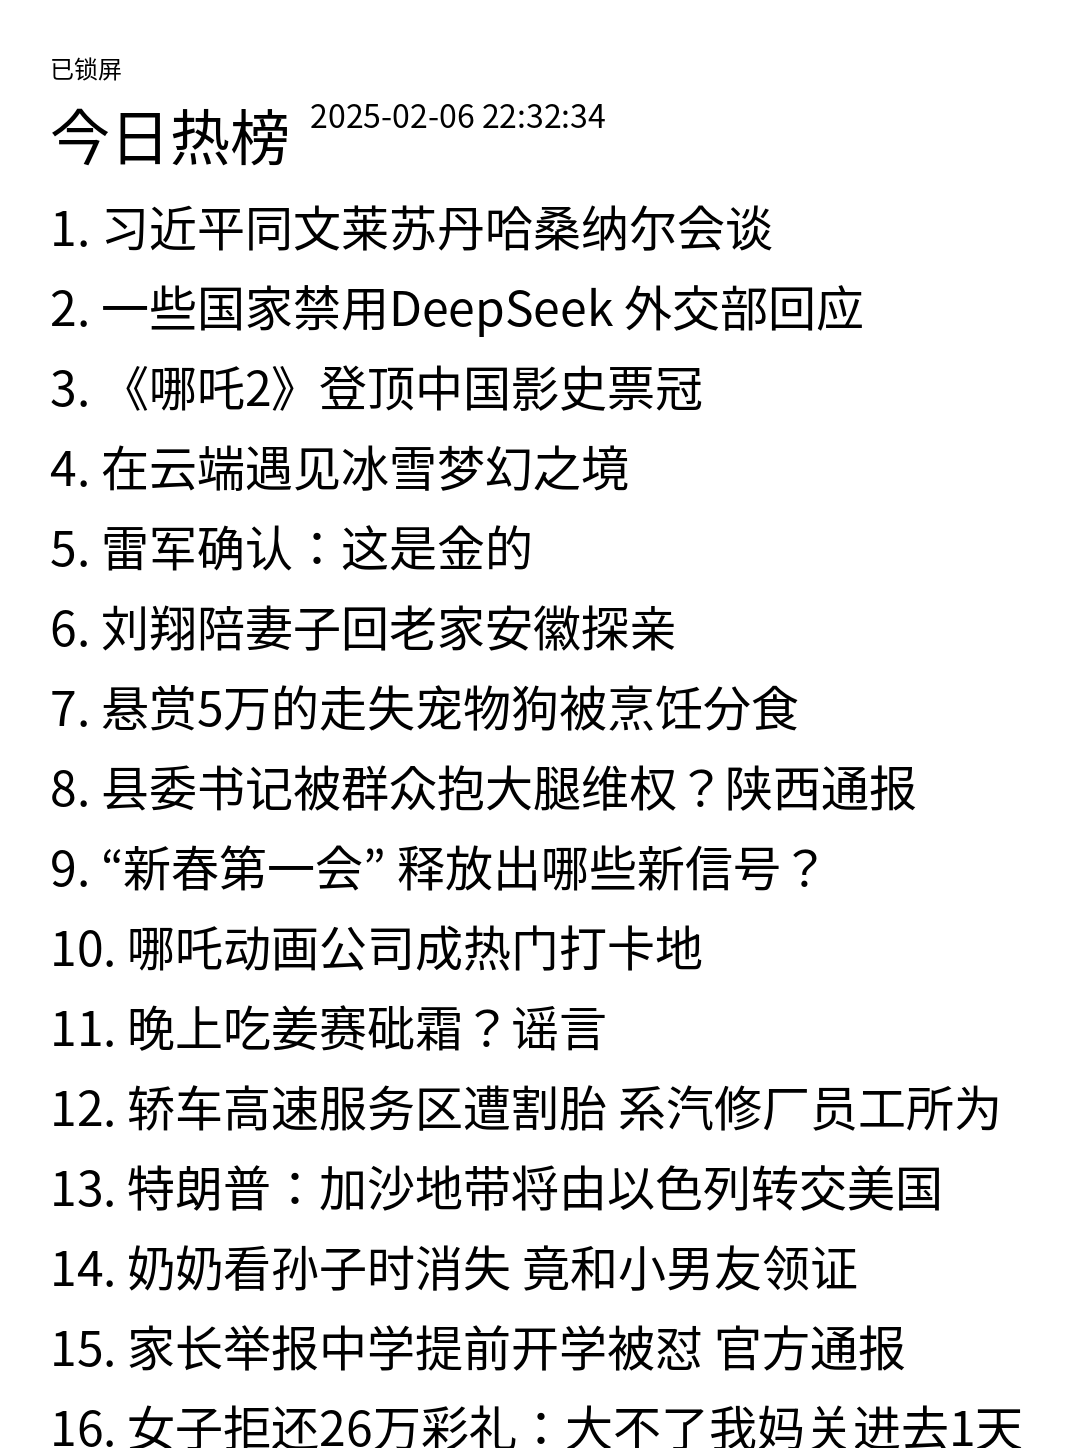 已锁屏
今日热榜 2025-02-06 22:32:34
1. 习近平同文莱苏丹哈桑纳尔会谈
2. 一些国家禁用DeepSeek 外交部回应
3. 《哪吒2》登顶中国影史票冠
4. 在云端遇见冰雪梦幻之境
5. 雷军确认：这是金的
6. 刘翔陪妻子回老家安徽探亲
7. 悬赏5万的走失宠物狗被烹饪分食
8. 县委书记被群众抱大腿维权？陕西通报
9. “新春第一会” 释放出哪些新信号？
10. 哪吒动画公司成热门打卡地
11. 晚上吃姜赛砒霜？谣言
12. 轿车高速服务区遭割胎 系汽修厂员工所为
13. 特朗普：加沙地带将由以色列转交美国
14. 奶奶看孙子时消失 竟和小男友领证
15. 家长举报中学提前开学被怼 官方通报
16. 女子拒还26万彩礼：大不了我妈关进去1天